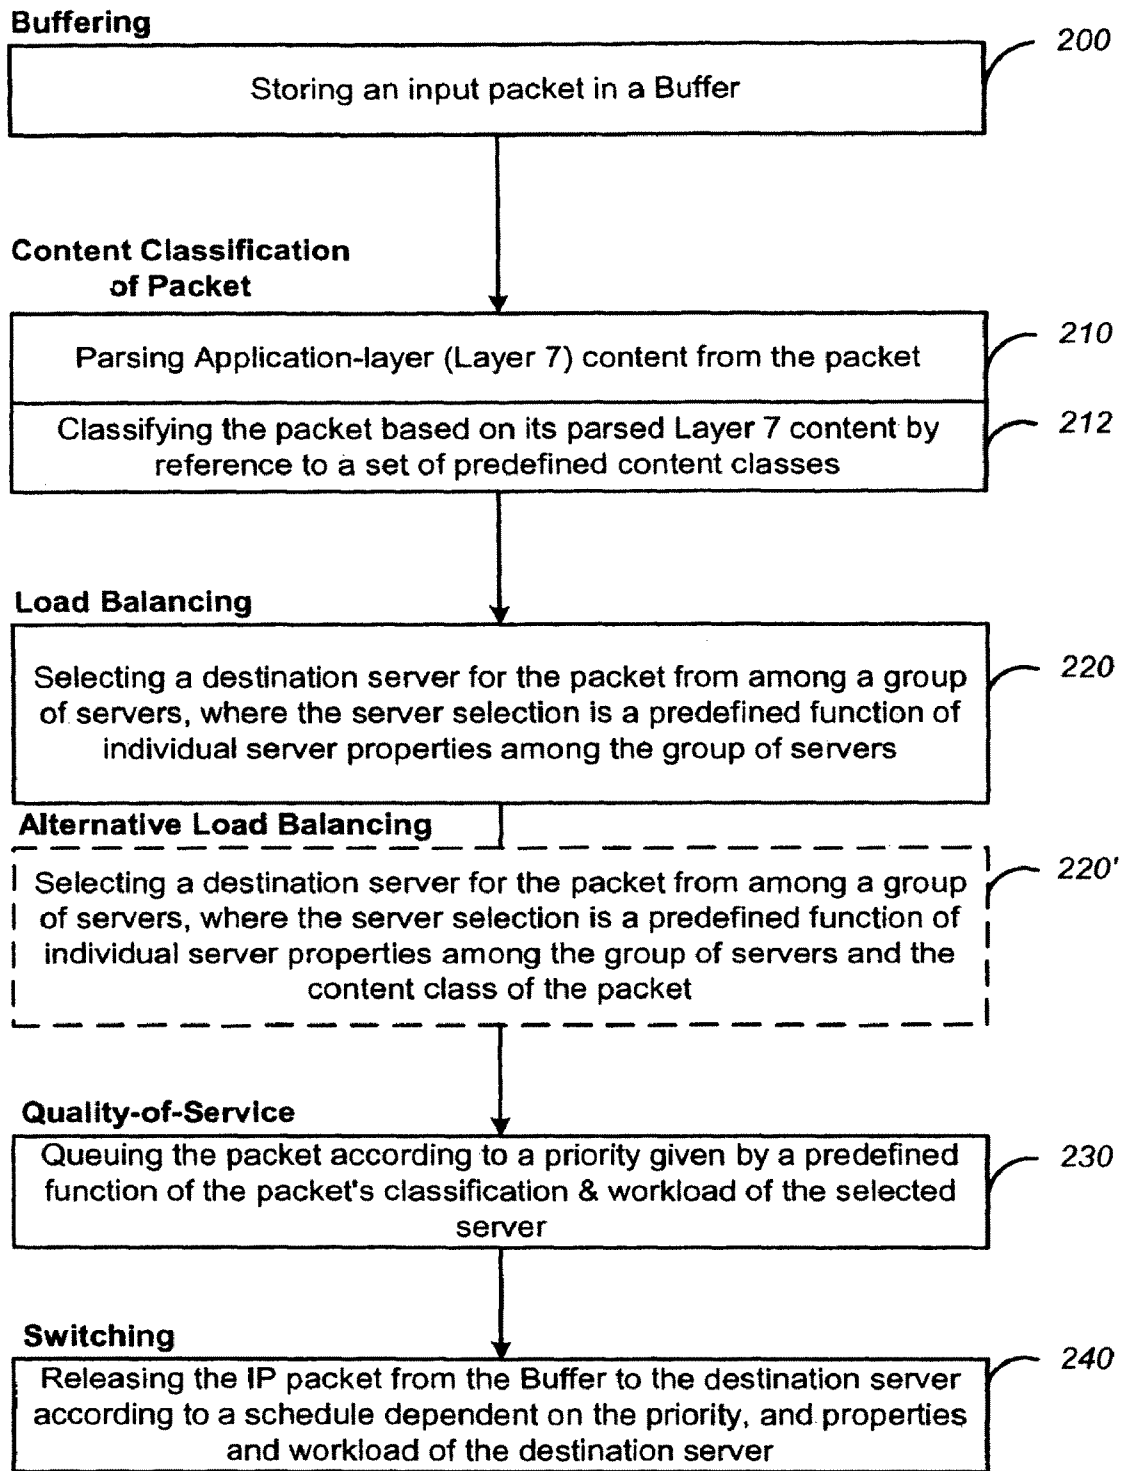 Buffering
200
Storing an input packet in a Buffer
Content Classification
of Packet
210
Parsing Application-layer (Layer 7) content from the packet
212
Classifying the packet based on its parsed Layer 7 content by
reference to a set of predefined content classes
Load Balancing
220
Selecting a destination server for the packet from among a group
of servers, where the server selection is a predefined function of
individual server properties among the group of servers
Alternative Load Balancing
220'
Selecting a destination server for the packet from among a group
of servers, where the server selection is a predefined function of
individual server properties among the group of servers and the
content class of the packet
Quality-of-Service
230
Queuing the packet according to a priority given by a predefined
function of the packet's classification & workload of the selected
server
Switching
240
Releasing the IP packet from the Buffer to the destination server
according to a schedule dependent on the priority, and properties
and workload of the destination server